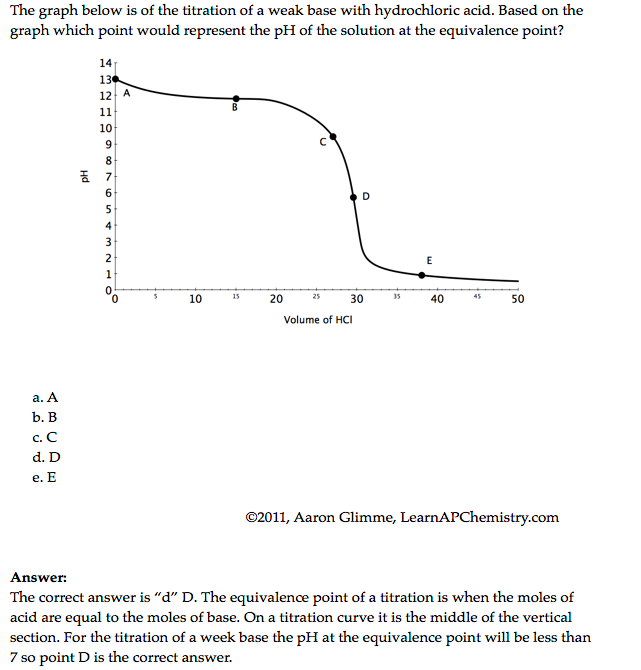 The graph below is of the titration of a weak base with hydrochloric acid. Based on the
graph which point would represent the pH of the solution at the equivalence point?
14
13
12
A
11
B
10
9
C
8
pH
7
6
D
5
4
3
2
E
1
0
0
5
10
15
20
25
30
35
40
45
50
Volume of HCl
a. A
b. B
c. C
d. D
e. E
©2011, Aaron Glimme, LearnAPChemistry.com
Answer:
The correct answer is “d” D. The equivalence point of a titration is when the moles of
acid are equal to the moles of base. On a titration curve it is the middle of the vertical
section. For the titration of a week base the pH at the equivalence point will be less than
7 so point D is the correct answer.